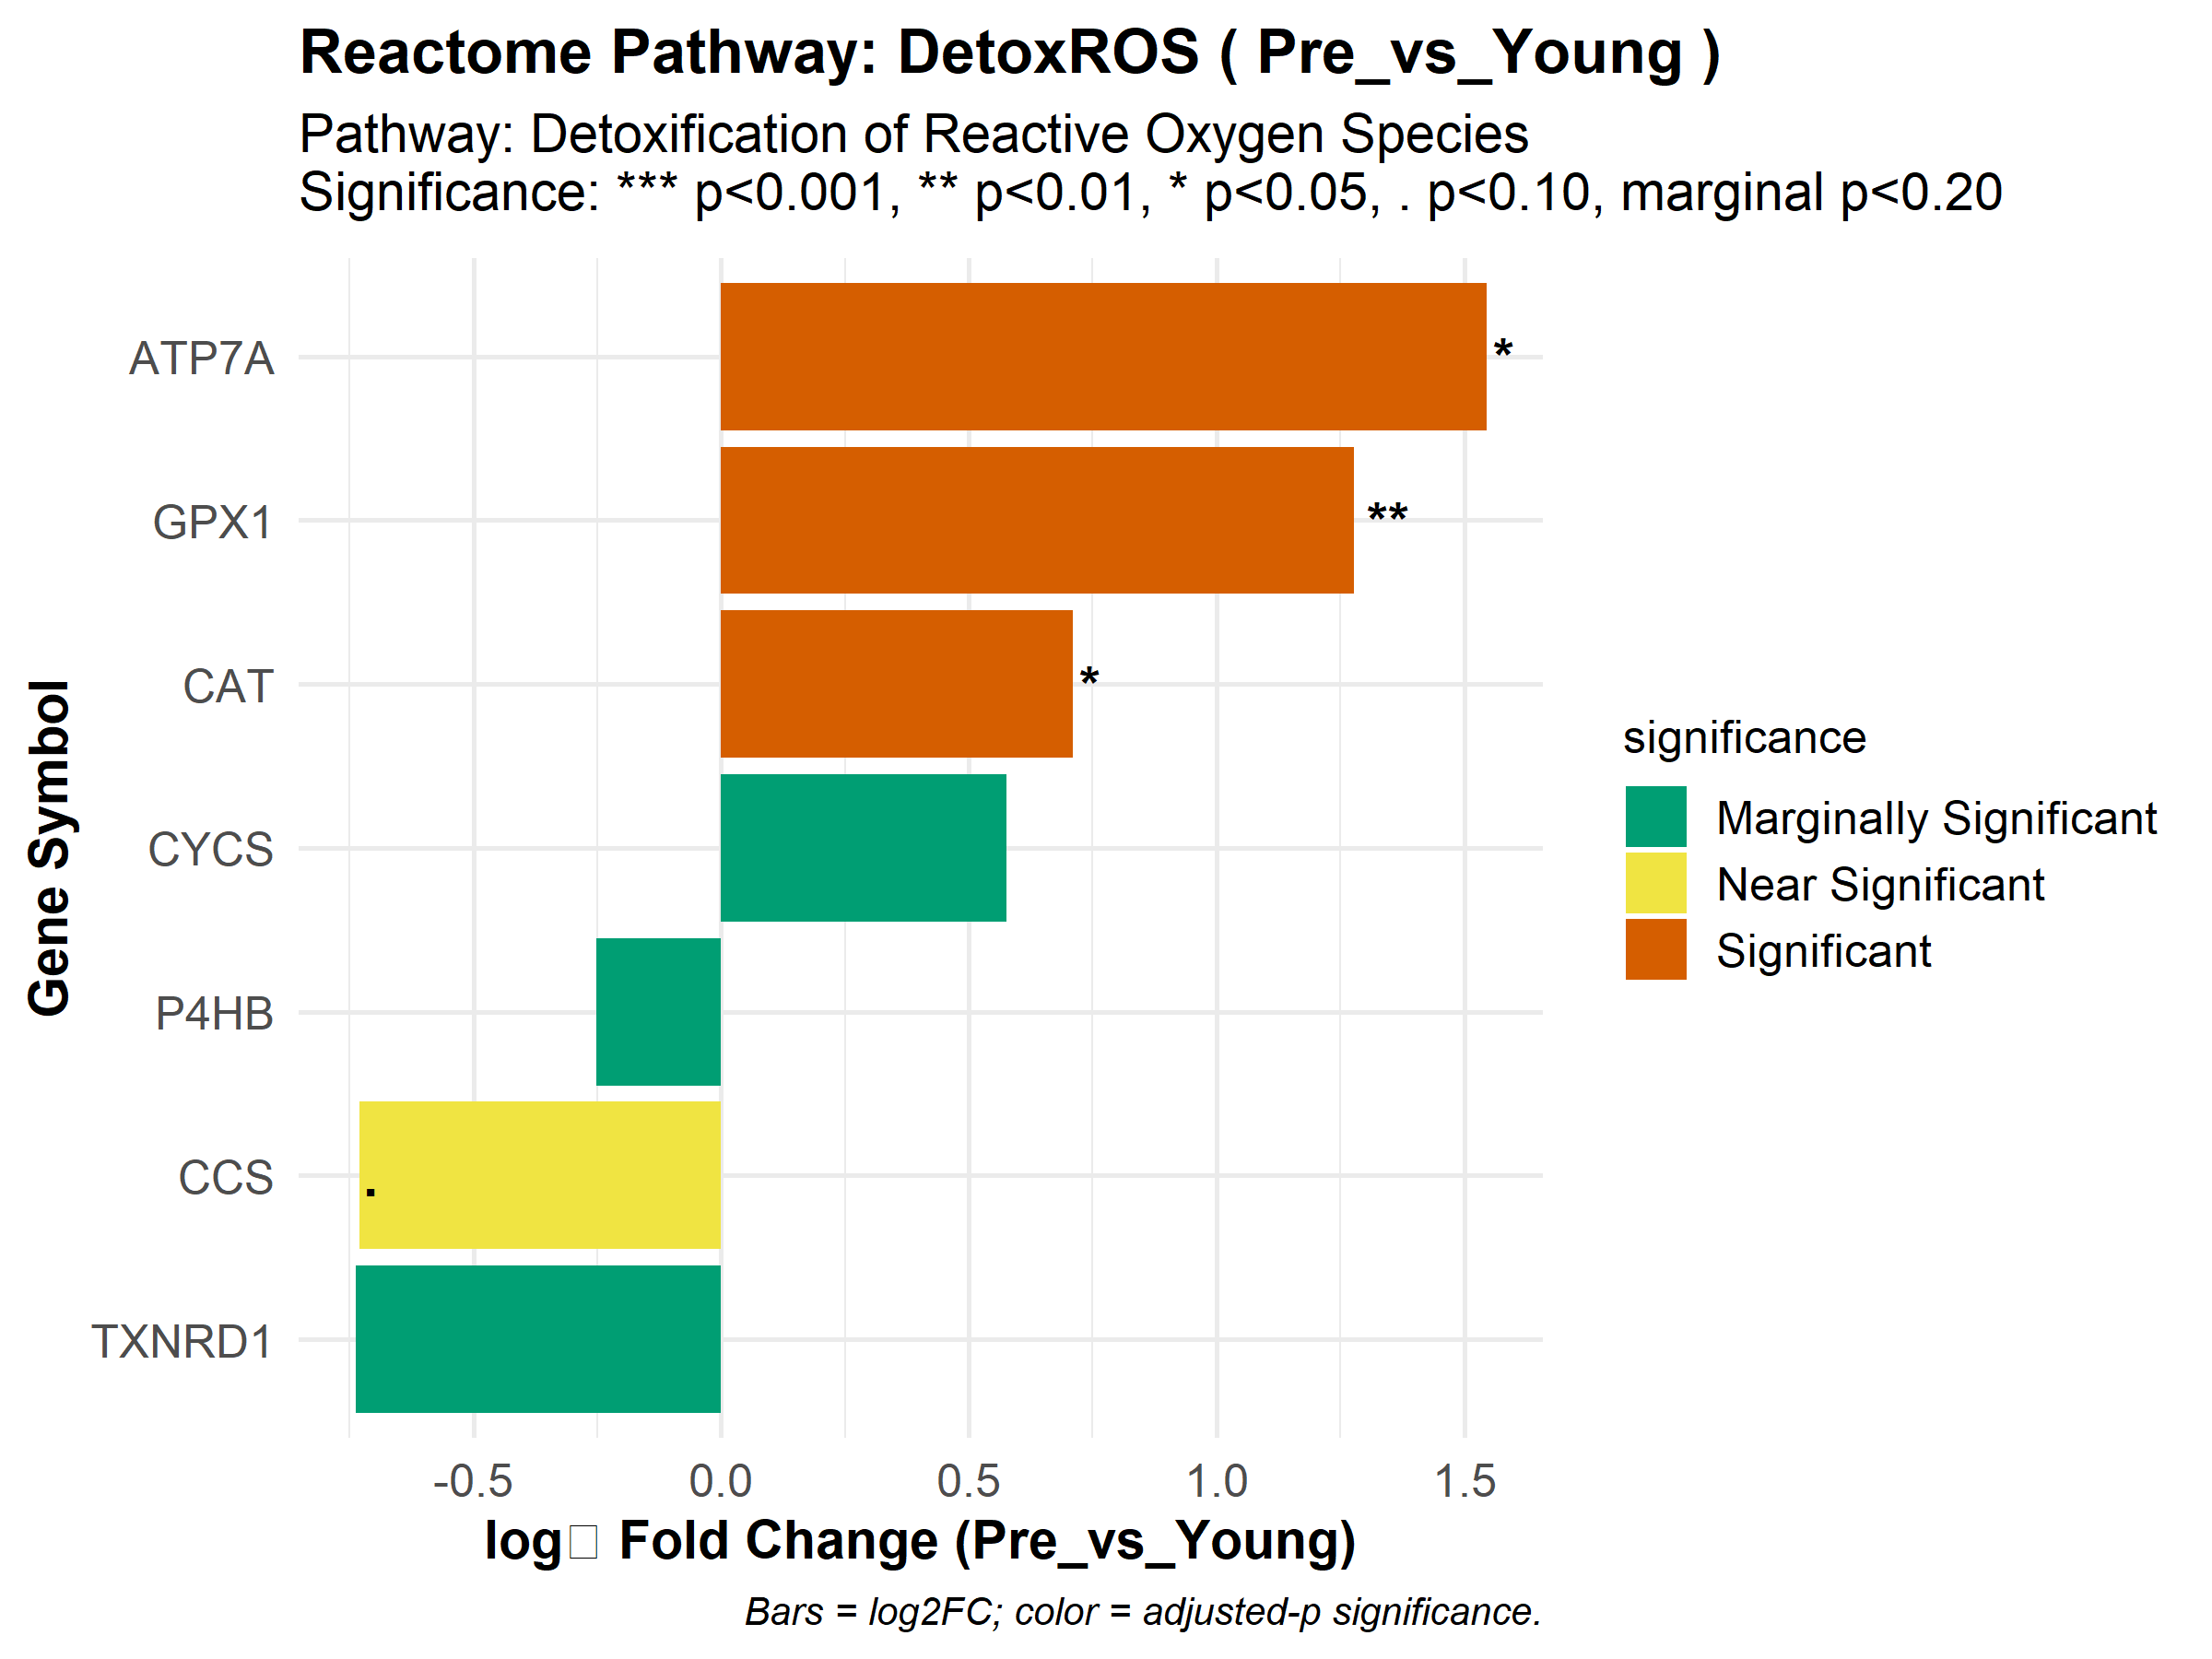 Reactome Pathway: DetoxROS ( Pre_vs_Young )
Pathway: Detoxification of Reactive Oxygen Species
Significance: *** p<0.001, ** p<0.01, * p<0.05, . p<0.10, marginal p<0.20
Gene Symbol
ATP7A
*
GPX1
**
CAT
*
CYCS
P4HB
CCS
.
TXNRD1
-0.5 0.0 0.5 1.0 1.5
log□ Fold Change (Pre_vs_Young)
Bars = log2FC; color = adjusted-p significance.
significance
Marginally Significant
Near Significant
Significant